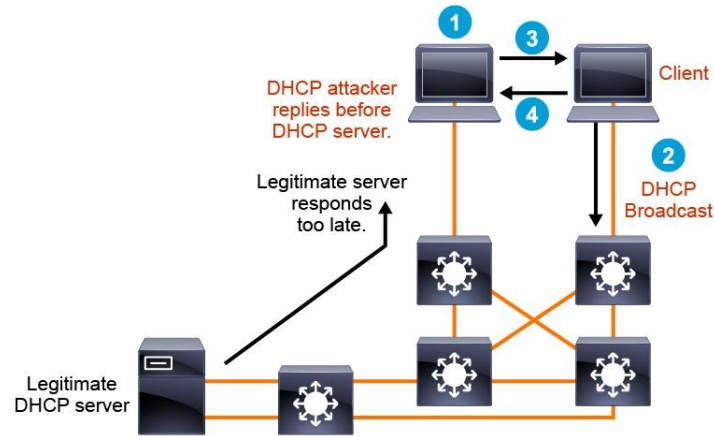 1
3
DHCP attacker
replies before
DHCP server.
Client
4
2
DHCP
Broadcast
Legitimate server
responds
too late.
Legitimate
DHCP server